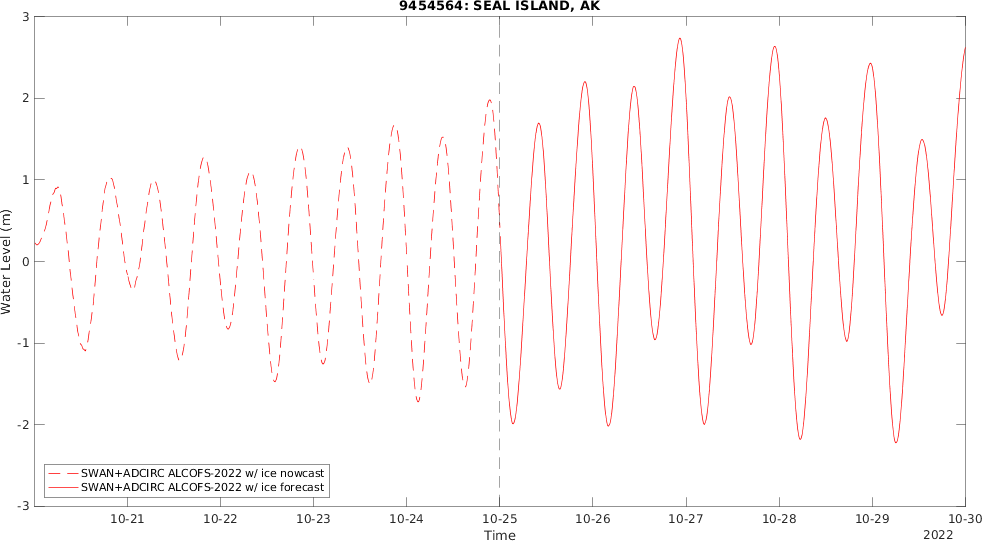 9454564: SEAL ISLAND, AK
3
2
1
0
-1
-2
-3
Water Level (m)
SWAN+ADCIRC ALCOFS-2022 w/ ice nowcast
SWAN+ADCIRC ALCOFS-2022 w/ ice forecast
10-21 10-22 10-23 10-24 10-25 10-26 10-27 10-28 10-29 10-30
Time
2022